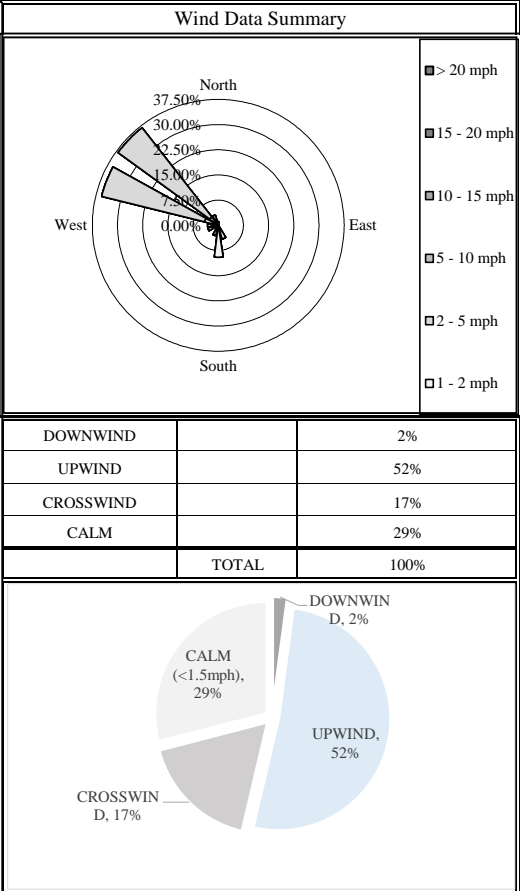 Wind Data Summary
North
37.50%
30.00%
22.50%
15.00%
7.50%
0.00%
West
East
South
> 20 mph
15 - 20 mph
10 - 15 mph
5 - 10 mph
2 - 5 mph
1 - 2 mph
DOWNWIND 2%
UPWIND 52%
CROSSWIND 17%
CALM 29%
TOTAL 100%
DOWNWIN
D, 2%
CALM
(<1.5mph),
29%
UPWIND,
52%
CROSSWIN
D, 17%